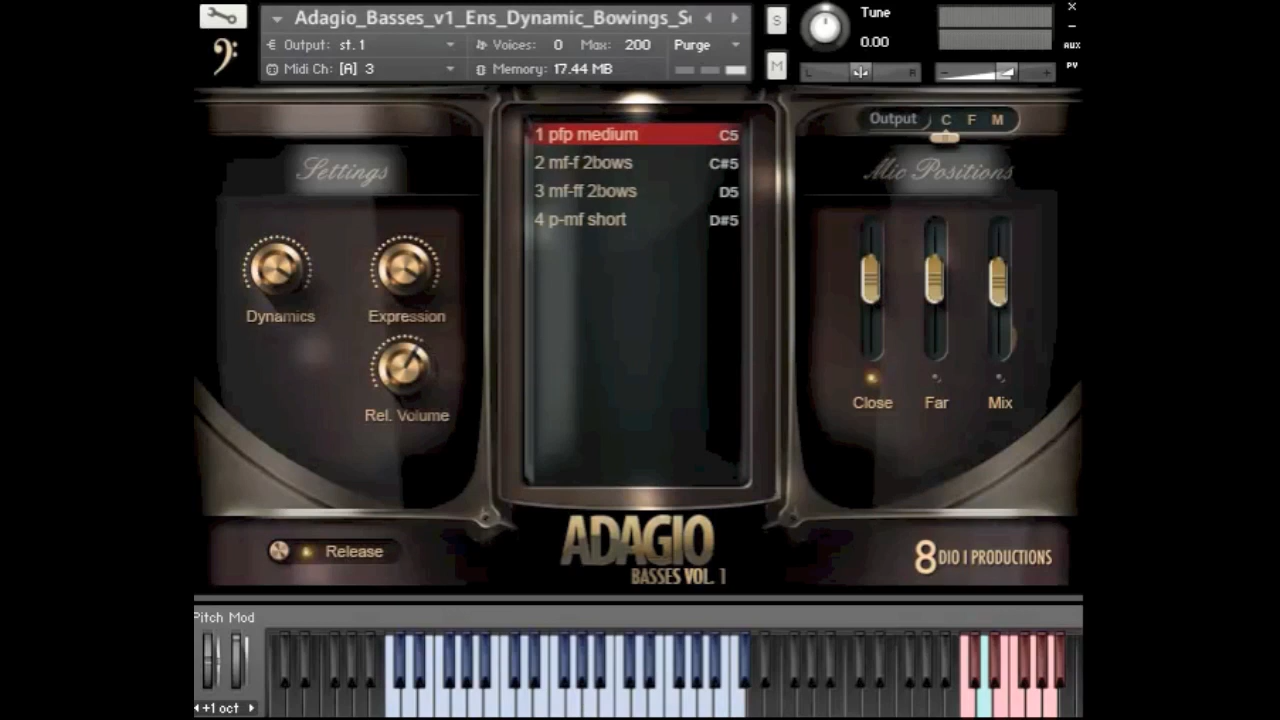 Adagio_Basses_v1_Ens_Dynamic_Bowings_S
S
Tune
0.00
Output: st. 1
Voices: 0 Max: 200
Purge
AUX
Midi Ch: [A] 3
Memory: 17.44 MB
M
L R
- +
PV
Output C F M
Settings
Mic Positions
1 pfp medium C5
2 mf-f 2bows C#5
3 mf-ff 2bows D5
4 p-mf short D#5
Dynamics
Expression
Rel. Volume
Close
Far
Mix
Release
ADAGIO
BASSES VOL. 1
8DIO | PRODUCTIONS
Pitch Mod
+1 oct